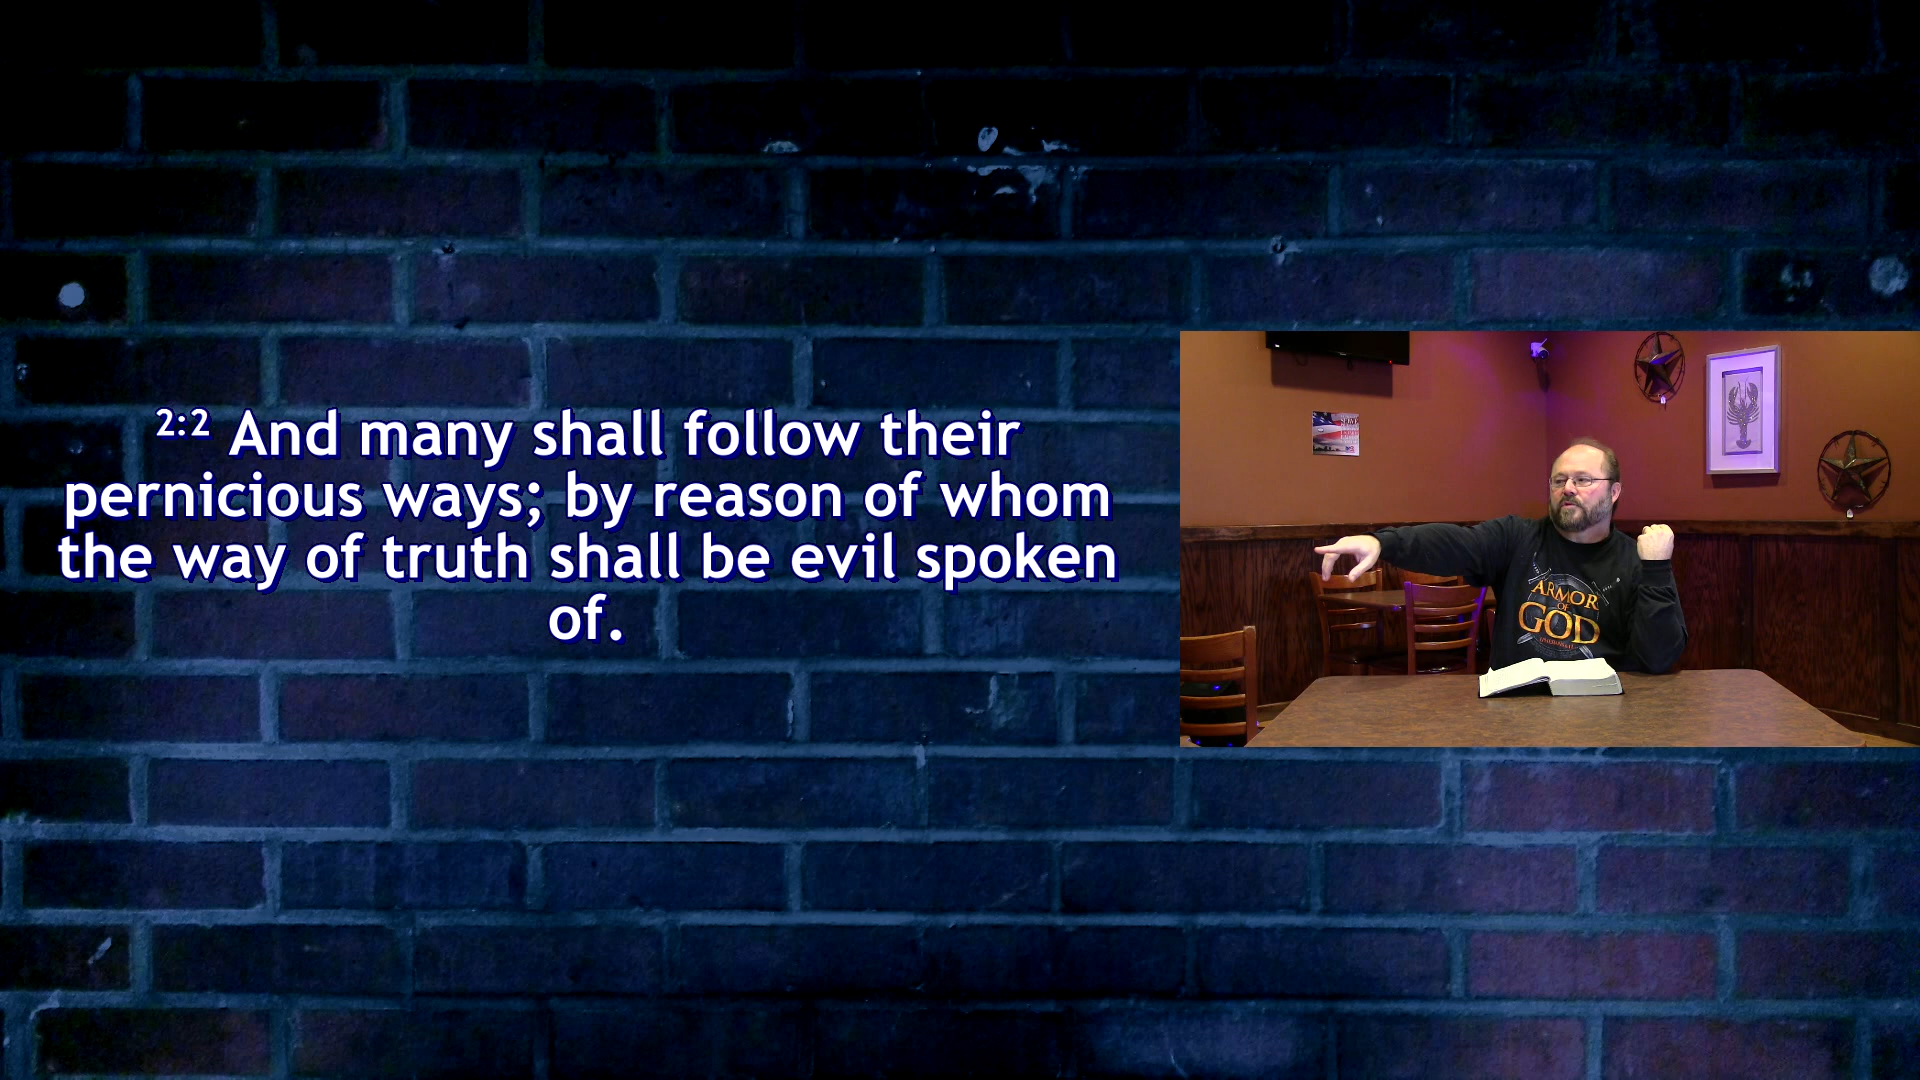 2:2 And many shall follow their
pernicious ways; by reason of whom
the way of truth shall be evil spoken
of.
ARMOR
OF
GOD